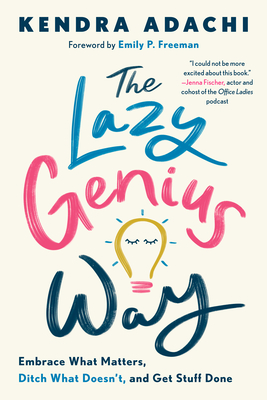 KENDRA ADACHI
Foreword by Emily P. Freeman
"I could not be more
excited about this book."
—Jenna Fischer, actor and
cohost of the Office Ladies
podcast
The
Lazy
Genius
Way
Embrace What Matters,
Ditch What Doesn't, and Get Stuff Done